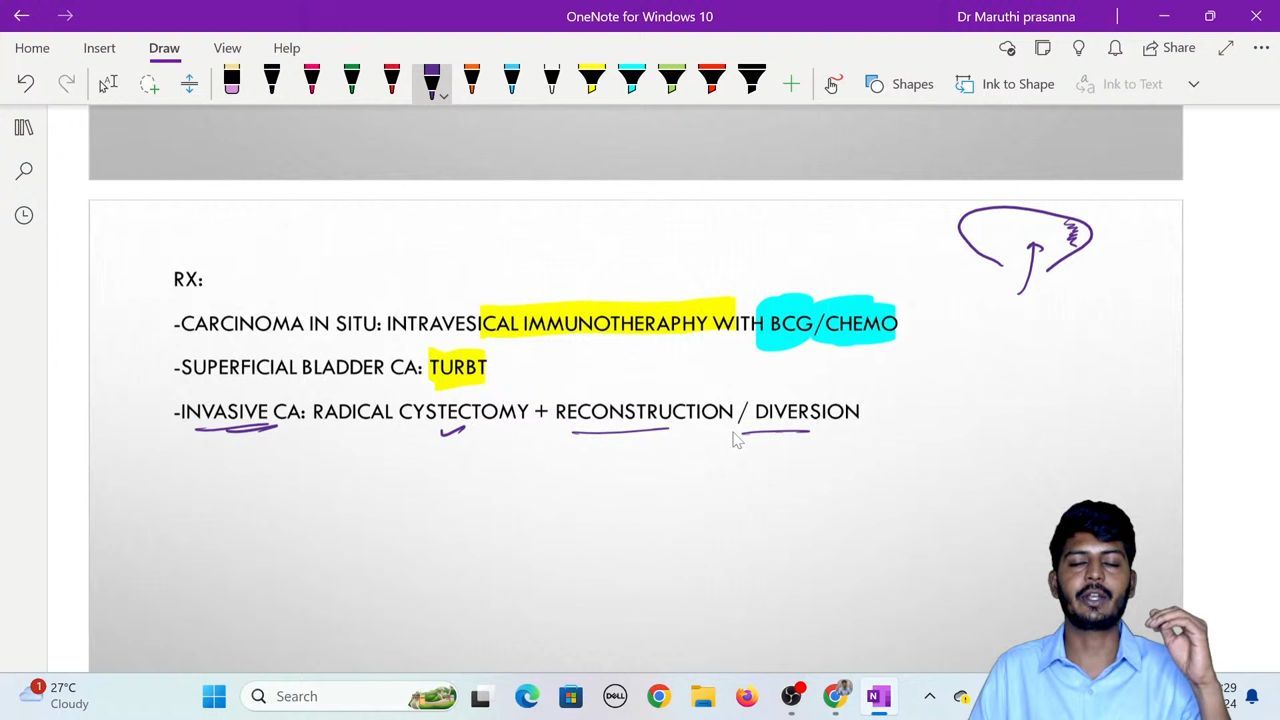 OneNote for Windows 10
Dr Maruthi prasanna
Home Insert Draw View Help
Share
Shapes
Ink to Shape
Ink to Text
RX:
-CARCINOMA IN SITU: INTRAVESICAL IMMUNOTHERAPY WITH BCG/CHEMO
-SUPERFICIAL BLADDER CA: TURBT
-INVASIVE CA: RADICAL CYSTECTOMY + RECONSTRUCTION / DIVERSION
1
27°C
Cloudy
Search
DELL